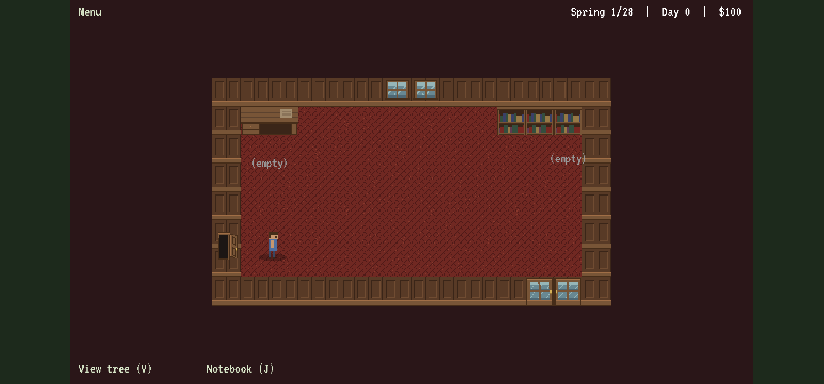 Menu
Spring 1/28 | Day 0 | $100
(empty)
(empty)
View tree (V)
Notebook (J)